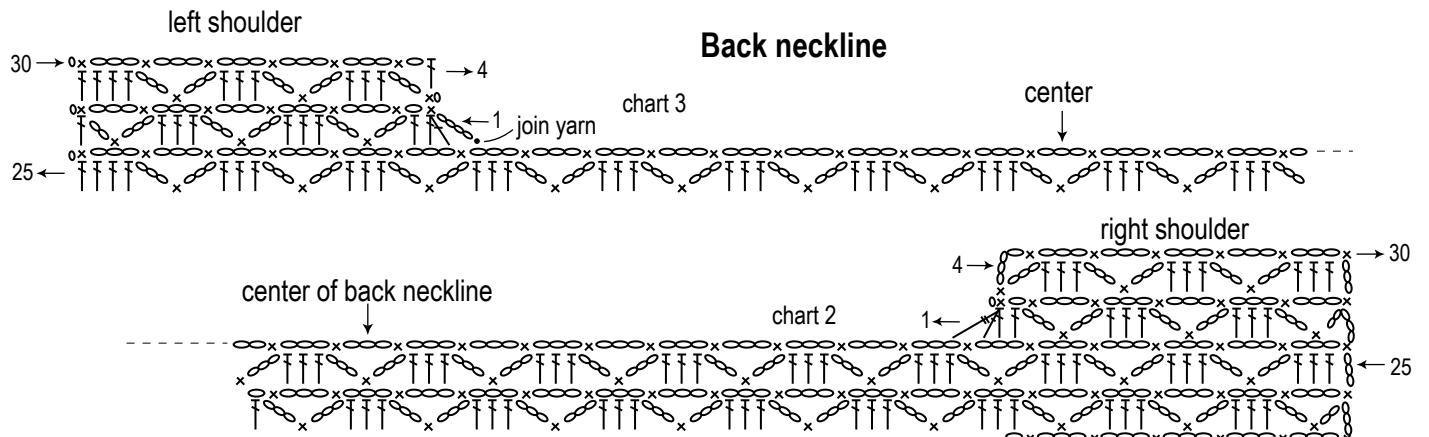 left shoulder
Back neckline
30
4
chart 3
center
1
join yarn
25
right shoulder
4
30
center of back neckline
chart 2
1
25